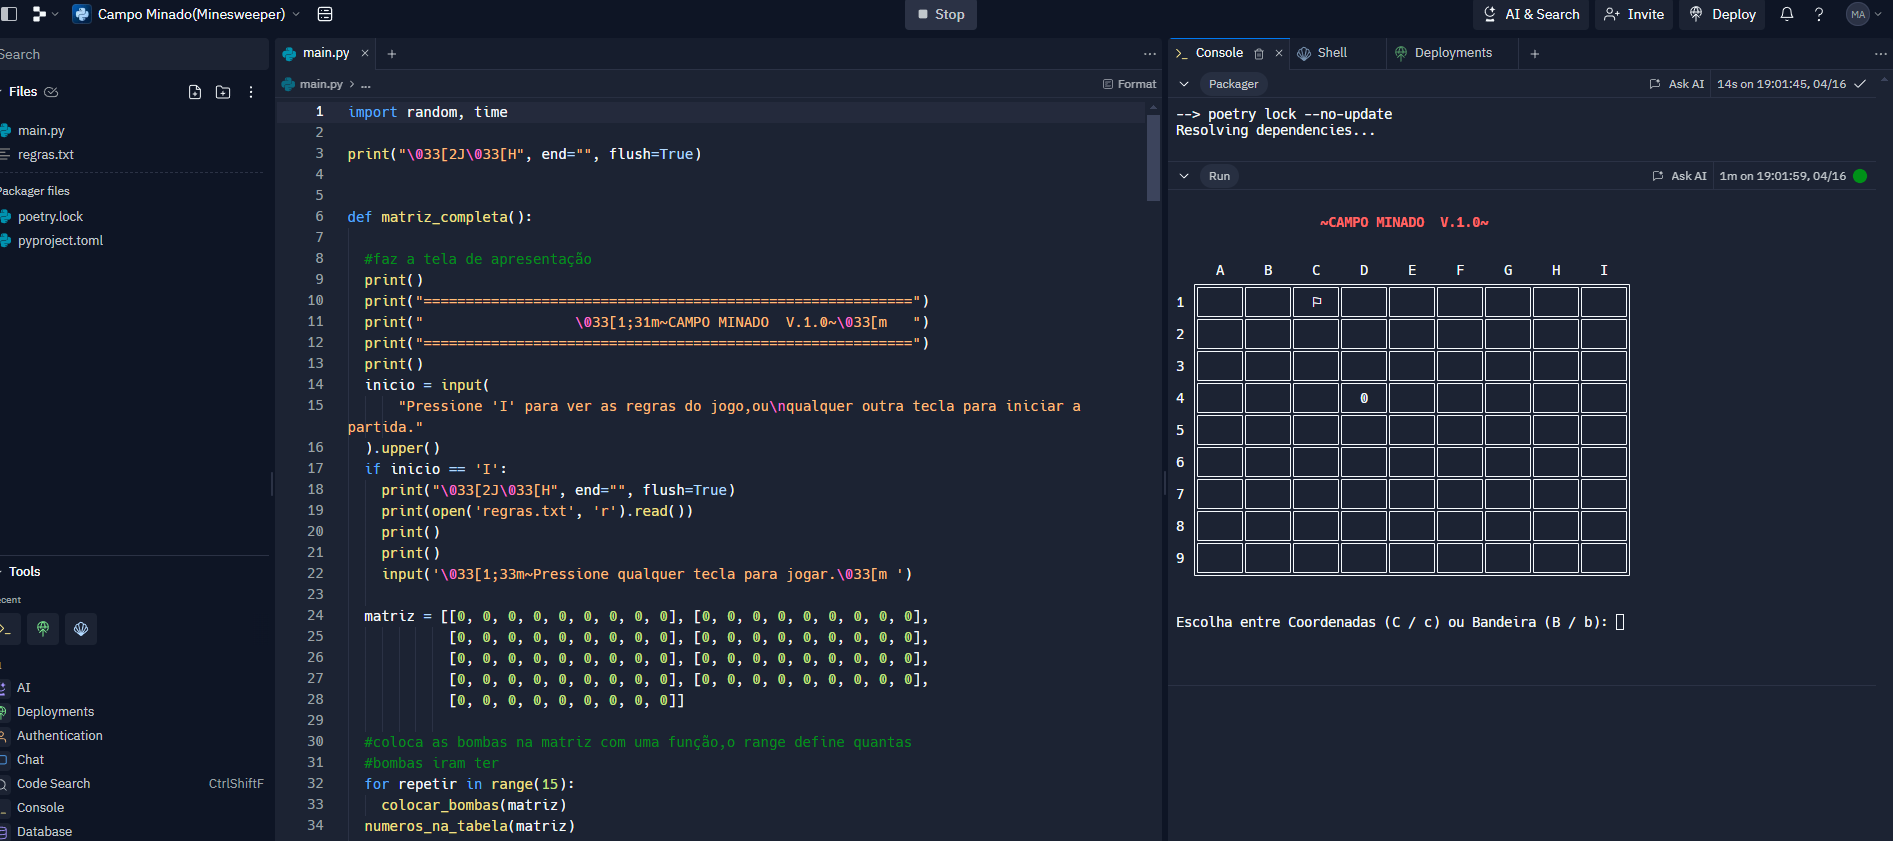 Campo Minado(Minesweeper)
Stop
AI & Search
Invite
? Deploy
MA
Search
Files
main.py
regras.txt
Packager files
poetry.lock
pyproject.toml
Tools
AI
Deployments
Authentication
Chat
Code Search CtrlShiftF
Console
Database
main.py × +
main.py > ...
Format
1 import random, time
2
3 print("\033[2J\033[H", end="", flush=True)
4
5
6 def matriz_completa():
7
8 #faz a tela de apresentação
9 print()
10 print("==========================================================")
11 print("                  \033[1;31m~CAMPO MINADO  V.1.0~\033[m   ")
12 print("==========================================================")
13 print()
14 inicio = input(
15 "Pressione 'I' para ver as regras do jogo,ou\nqualquer outra tecla para iniciar a
partida."
16 ).upper()
17 if inicio == 'I':
18 print("\033[2J\033[H", end="", flush=True)
19 print(open('regras.txt', 'r').read())
20 print()
21 print()
22 input('\033[1;33m~Pressione qualquer tecla para jogar.\033[m ')
23
24 matriz = [[0, 0, 0, 0, 0, 0, 0, 0, 0], [0, 0, 0, 0, 0, 0, 0, 0, 0],
25 [0, 0, 0, 0, 0, 0, 0, 0, 0], [0, 0, 0, 0, 0, 0, 0, 0, 0],
26 [0, 0, 0, 0, 0, 0, 0, 0, 0], [0, 0, 0, 0, 0, 0, 0, 0, 0],
27 [0, 0, 0, 0, 0, 0, 0, 0, 0], [0, 0, 0, 0, 0, 0, 0, 0, 0],
28 [0, 0, 0, 0, 0, 0, 0, 0, 0]]
29
30 #coloca as bombas na matriz com uma função,o range define quantas
31 #bombas iram ter
32 for repetir in range(15):
33 colocar_bombas(matriz)
34 numeros_na_tabela(matriz)
Console × Shell Deployments +
Packager Ask AI 14s on 19:01:45, 04/16
--> poetry lock --no-update
Resolving dependencies...
Run Ask AI 1m on 19:01:59, 04/16
~CAMPO MINADO  V.1.0~
A B C D E F G H I
1
2
3
4 0
5
6
7
8
9
Escolha entre Coordenadas (C / c) ou Bandeira (B / b):